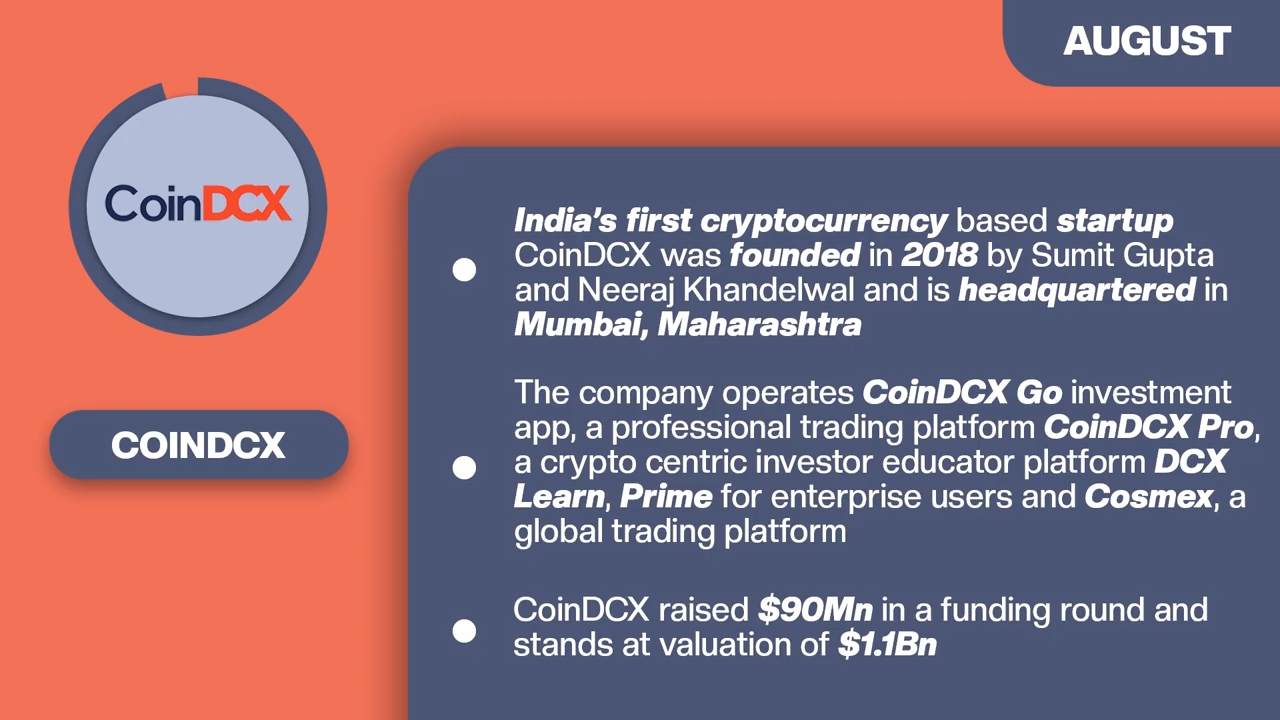 AUGUST
CoinDCX
COINDCX
India's first cryptocurrency based startup
CoinDCX was founded in 2018 by Sumit Gupta
and Neeraj Khandelwal and is headquartered in
Mumbai, Maharashtra
The company operates CoinDCX Go investment
app, a professional trading platform CoinDCX Pro,
a crypto centric investor educator platform DCX
Learn, Prime for enterprise users and Cosmex, a
global trading platform
CoinDCX raised $90Mn in a funding round and
stands at valuation of $1.1Bn